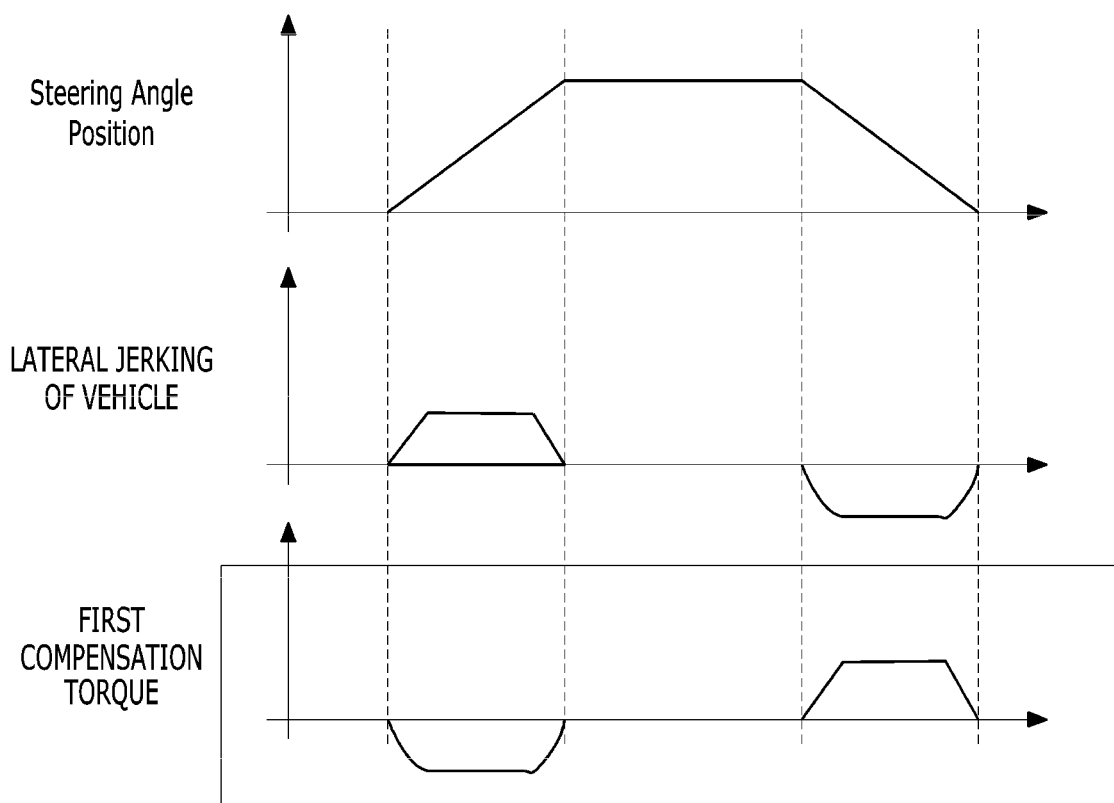 Steering Angle
Position
LATERAL JERKING
OF VEHICLE
FIRST
COMPENSATION
TORQUE